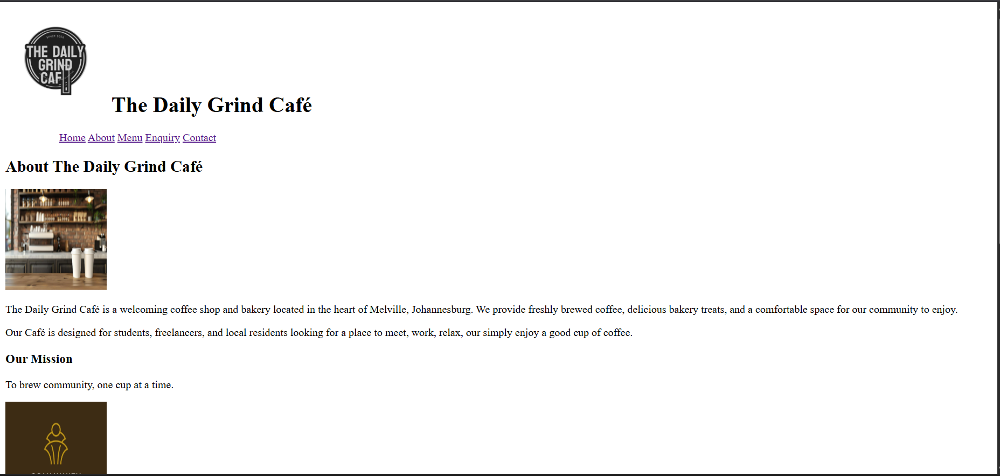 SINCE 2020
THE DAILY
GRIND
CAF
The Daily Grind Café
Home About Menu Enquiry Contact
About The Daily Grind Café
The Daily Grind Café is a welcoming coffee shop and bakery located in the heart of Melville, Johannesburg. We provide freshly brewed coffee, delicious bakery treats, and a comfortable space for our community to enjoy.
Our Café is designed for students, freelancers, and local residents looking for a place to meet, work, relax, our simply enjoy a good cup of coffee.
Our Mission
To brew community, one cup at a time.